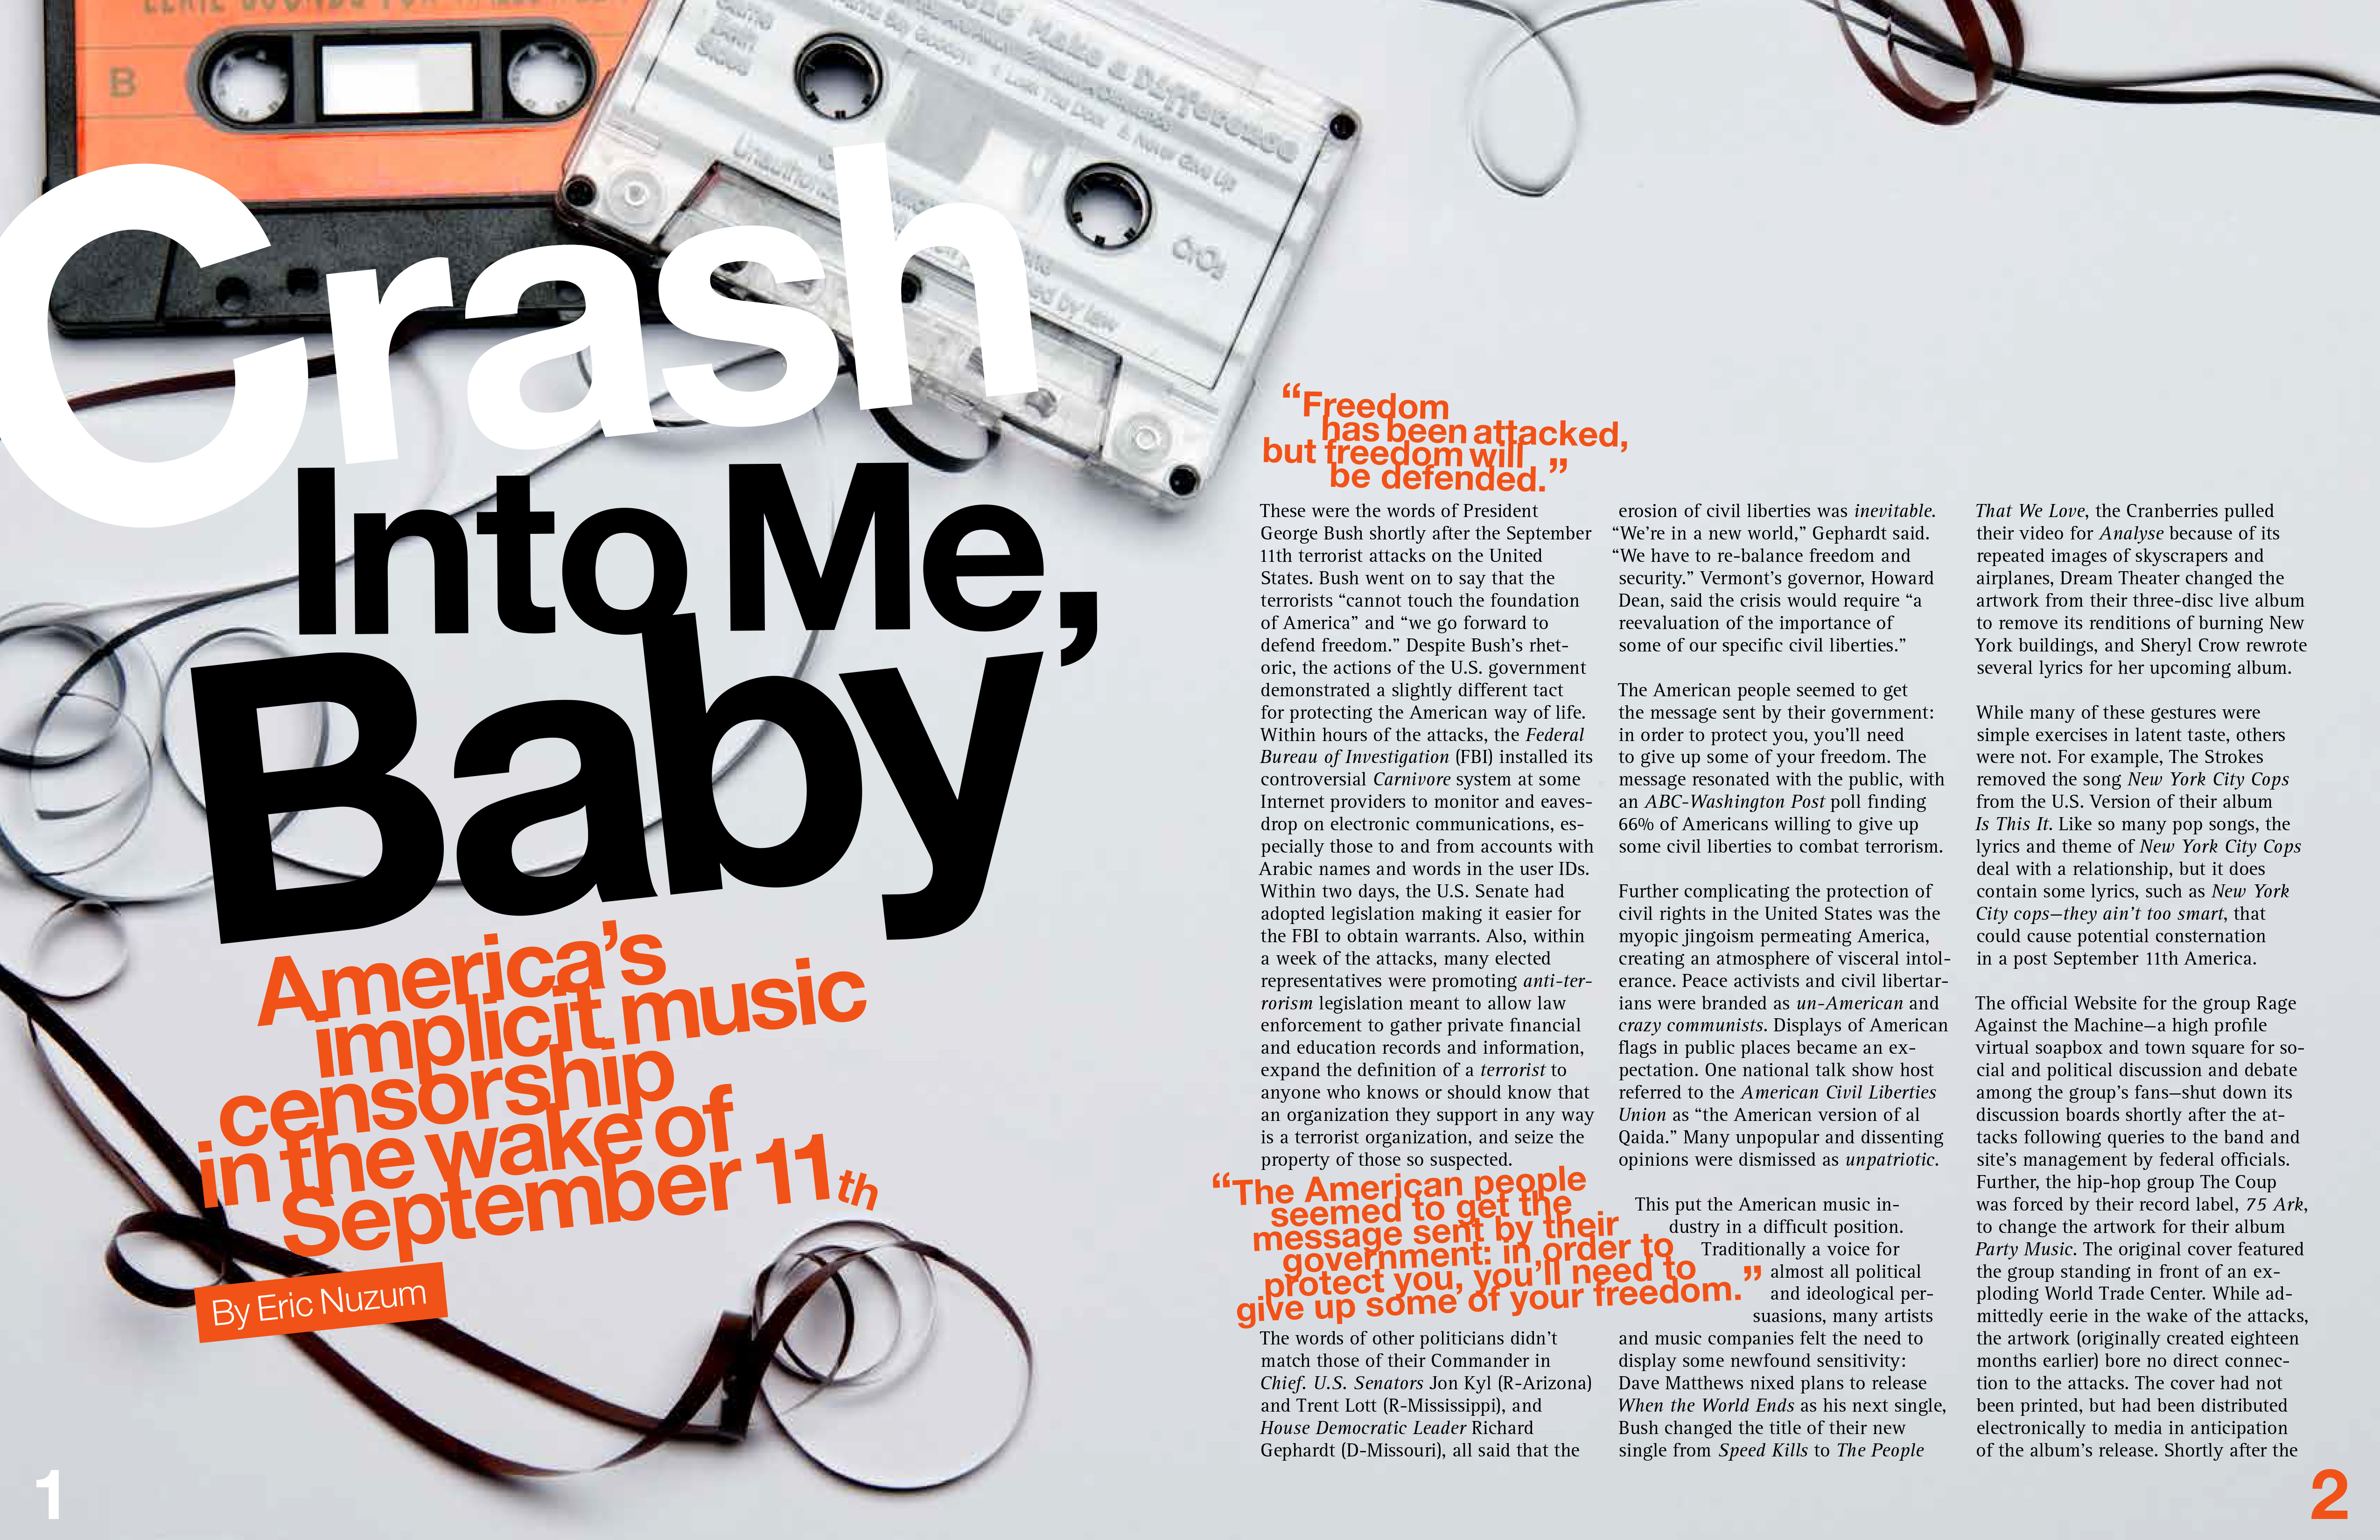 B
Make a Difference
CrO2
Crash
Into Me,
Baby
America’s
implicit music
censorship
in the wake of
September 11th
By Eric Nuzum
1
“Freedom
has been attacked,
but freedom will
be defended.”
These were the words of President
George Bush shortly after the September
11th terrorist attacks on the United
States. Bush went on to say that the
terrorists “cannot touch the foundation
of America” and “we go forward to
defend freedom.” Despite Bush’s rhet-
oric, the actions of the U.S. government
demonstrated a slightly different tact
for protecting the American way of life.
Within hours of the attacks, the Federal
Bureau of Investigation (FBI) installed its
controversial Carnivore system at some
Internet providers to monitor and eaves-
drop on electronic communications, es-
pecially those to and from accounts with
Arabic names and words in the user IDs.
Within two days, the U.S. Senate had
adopted legislation making it easier for
the FBI to obtain warrants. Also, within
a week of the attacks, many elected
representatives were promoting anti-ter-
rorism legislation meant to allow law
enforcement to gather private financial
and education records and information,
expand the definition of a terrorist to
anyone who knows or should know that
an organization they support in any way
is a terrorist organization, and seize the
property of those so suspected.
“The American people
seemed to get the
message sent by their
government: in order to
protect you, you’ll need to
give up some of your freedom.”
The words of other politicians didn’t
match those of their Commander in
Chief. U.S. Senators Jon Kyl (R-Arizona)
and Trent Lott (R-Mississippi), and
House Democratic Leader Richard
Gephardt (D-Missouri), all said that the
erosion of civil liberties was inevitable.
“We’re in a new world,” Gephardt said.
“We have to re-balance freedom and
security.” Vermont’s governor, Howard
Dean, said the crisis would require “a
reevaluation of the importance of
some of our specific civil liberties.”
The American people seemed to get
the message sent by their government:
in order to protect you, you’ll need
to give up some of your freedom. The
message resonated with the public, with
an ABC-Washington Post poll finding
66% of Americans willing to give up
some civil liberties to combat terrorism.
Further complicating the protection of
civil rights in the United States was the
myopic jingoism permeating America,
creating an atmosphere of visceral intol-
erance. Peace activists and civil libertar-
ians were branded as un-American and
crazy communists. Displays of American
flags in public places became an ex-
pectation. One national talk show host
referred to the American Civil Liberties
Union as “the American version of al
Qaida.” Many unpopular and dissenting
opinions were dismissed as unpatriotic.
This put the American music in-
dustry in a difficult position.
Traditionally a voice for
almost all political
and ideological per-
suasions, many artists
and music companies felt the need to
display some newfound sensitivity:
Dave Matthews nixed plans to release
When the World Ends as his next single,
Bush changed the title of their new
single from Speed Kills to The People
That We Love, the Cranberries pulled
their video for Analyse because of its
repeated images of skyscrapers and
airplanes, Dream Theater changed the
artwork from their three-disc live album
to remove its renditions of burning New
York buildings, and Sheryl Crow rewrote
several lyrics for her upcoming album.
While many of these gestures were
simple exercises in latent taste, others
were not. For example, The Strokes
removed the song New York City Cops
from the U.S. Version of their album
Is This It. Like so many pop songs, the
lyrics and theme of New York City Cops
deal with a relationship, but it does
contain some lyrics, such as New York
City cops—they ain’t too smart, that
could cause potential consternation
in a post September 11th America.
The official Website for the group Rage
Against the Machine—a high profile
virtual soapbox and town square for so-
cial and political discussion and debate
among the group’s fans—shut down its
discussion boards shortly after the at-
tacks following queries to the band and
site’s management by federal officials.
Further, the hip-hop group The Coup
was forced by their record label, 75 Ark,
to change the artwork for their album
Party Music. The original cover featured
the group standing in front of an ex-
ploding World Trade Center. While ad-
mittedly eerie in the wake of the attacks,
the artwork (originally created eighteen
months earlier) bore no direct connec-
tion to the attacks. The cover had not
been printed, but had been distributed
electronically to media in anticipation
of the album’s release. Shortly after the
2